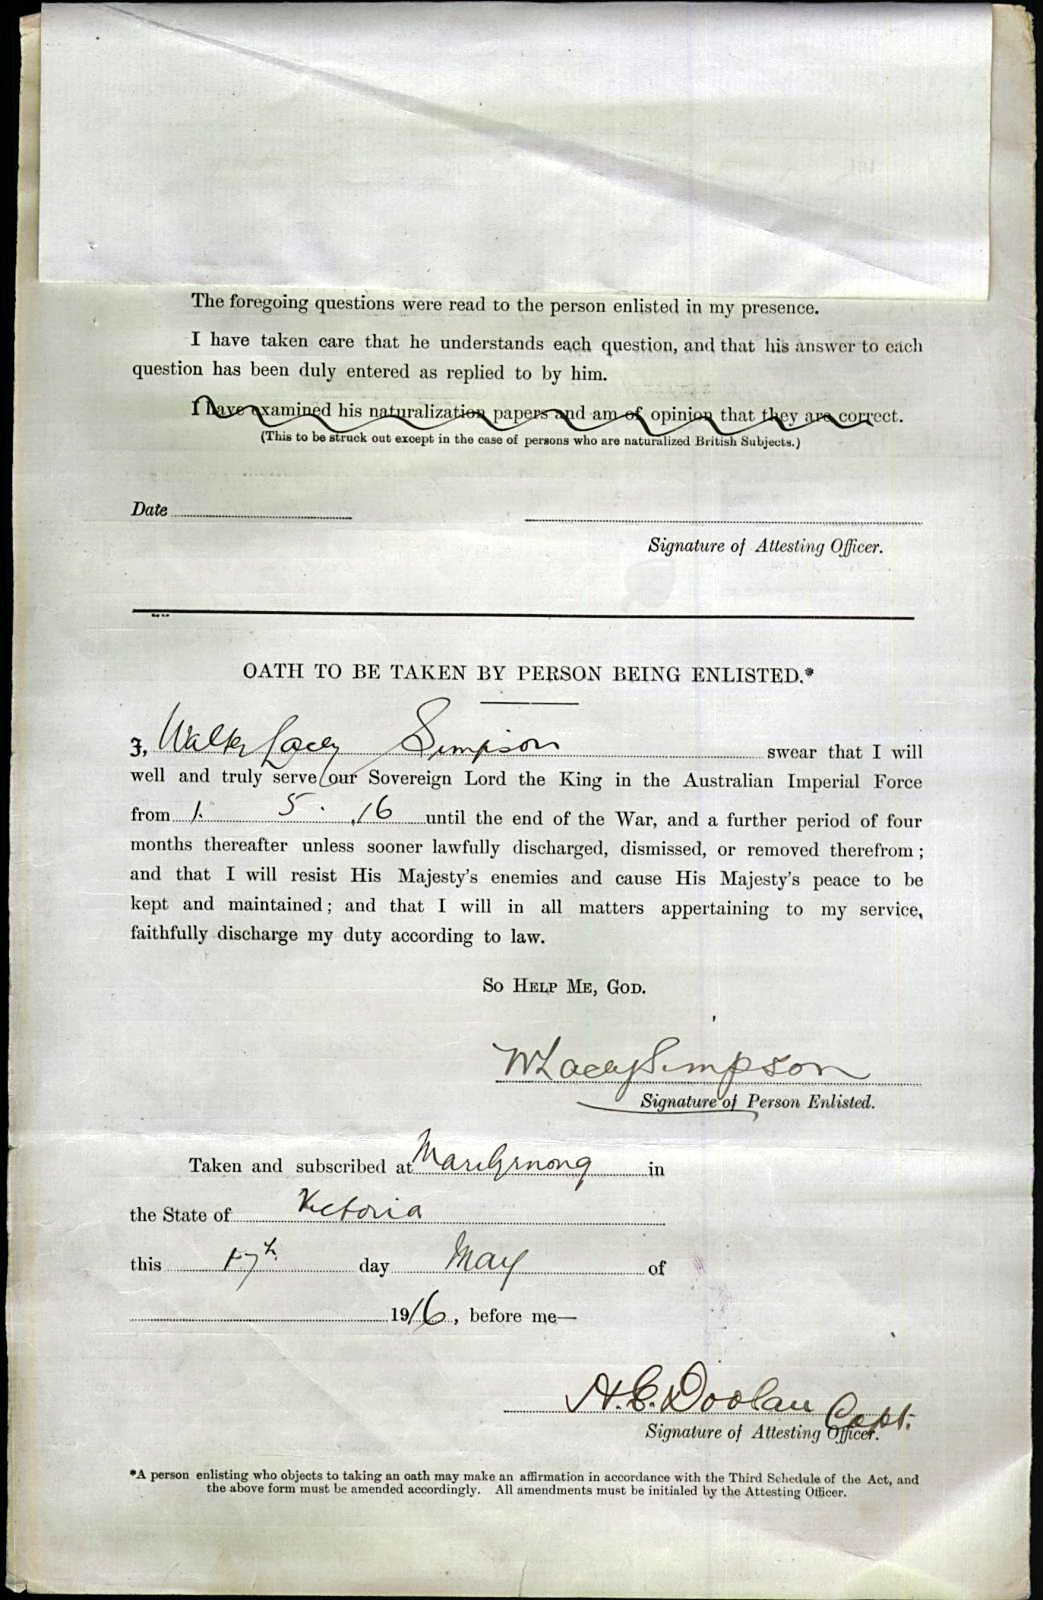 The foregoing questions were read to the person enlisted in my presence.
I have taken care that he understands each question, and that his answer to each
question has been duly entered as replied to by him.
I have examined his naturalization papers and am of opinion that they are correct.
(This to be struck out except in the case of persons who are naturalized British Subjects.)
Date
Signature of Attesting Officer.
OATH TO BE TAKEN BY PERSON BEING ENLISTED.*
I, Walter Lacey Simpson swear that I will
well and truly serve our Sovereign Lord the King in the Australian Imperial Force
from 1. 5. 16 until the end of the War, and a further period of four
months thereafter unless sooner lawfully discharged, dismissed, or removed therefrom;
and that I will resist His Majesty's enemies and cause His Majesty's peace to be
kept and maintained; and that I will in all matters appertaining to my service,
faithfully discharge my duty according to law.
SO HELP ME, GOD.
W Lacey Simpson
Signature of Person Enlisted.
Taken and subscribed at Maribyrnong in
the State of Victoria
this 17th day May of
1916, before me—
A. E. Doolan Capt.
Signature of Attesting Officer.
*A person enlisting who objects to taking an oath may make an affirmation in accordance with the Third Schedule of the Act, and
the above form must be amended accordingly. All amendments must be initialed by the Attesting Officer.